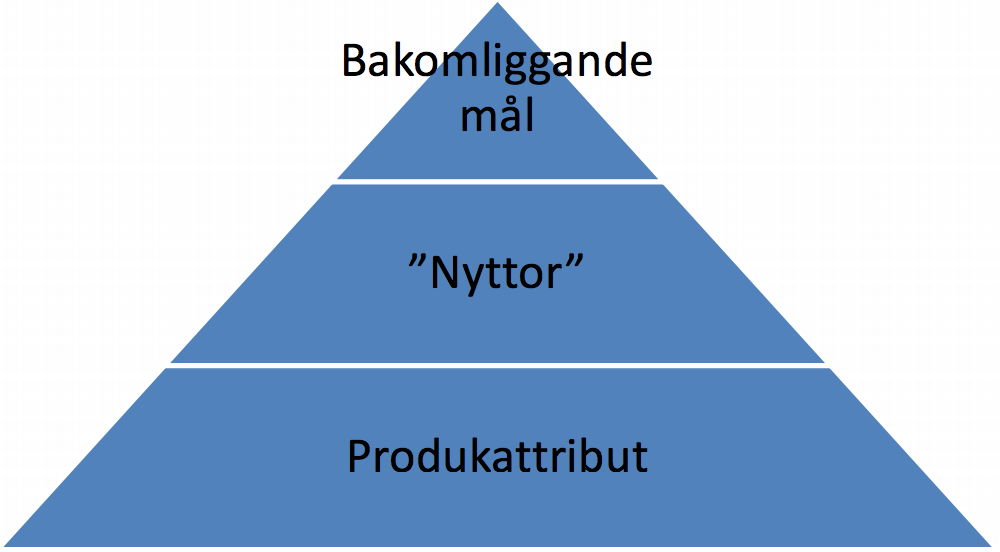 Bakomliggande
mål
”Nyttor”
Produkattribut